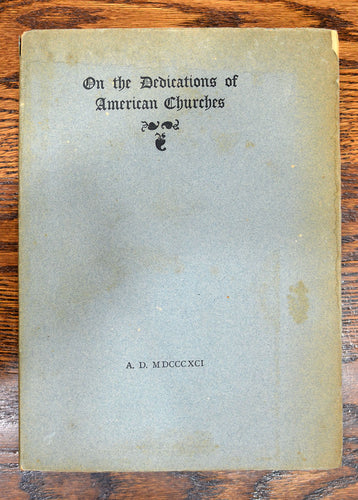 On the Dedications of
American Churches
A. D. MDCCCXCI